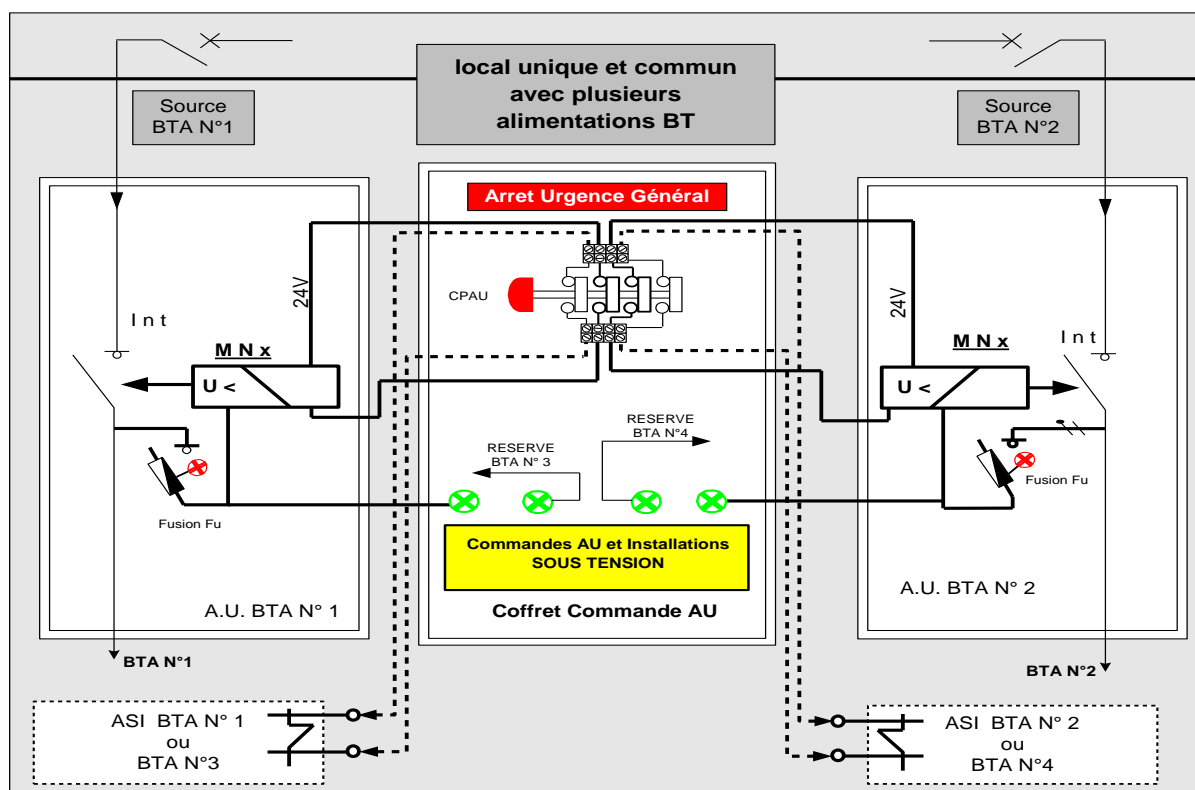 local unique et commun
avec plusieurs
alimentations BT
Source
BTA N°1
Source
BTA N°2
Arret Urgence Général
CPAU
24V
24V
Int
Int
MNx
MNx
U <
U <
RESERVE
BTA N°4
RESERVE
BTA N° 3
Fusion Fu
Fusion Fu
Commandes AU et Installations
SOUS TENSION
Coffret Commande AU
A.U. BTA N° 1
A.U. BTA N° 2
BTA N°1
BTA N°2
ASI BTA N° 1
ou
BTA N°3
ASI BTA N° 2
ou
BTA N°4